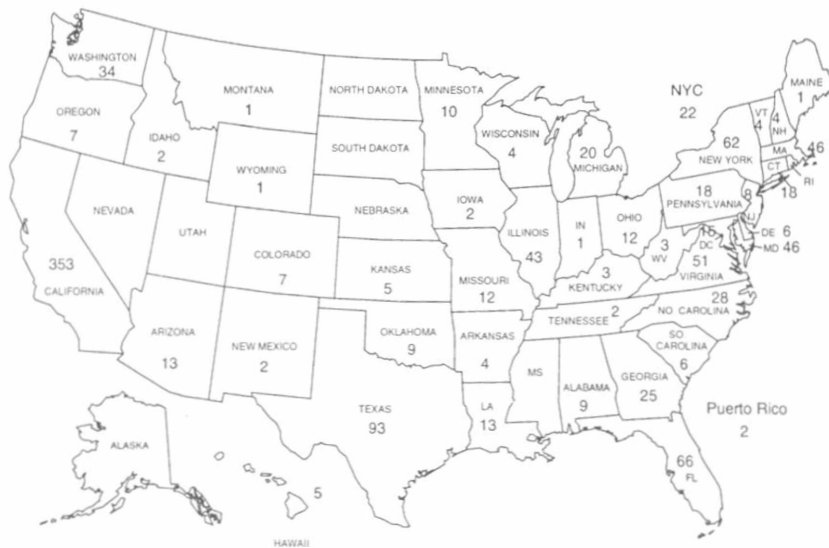 WASHINGTON
34
OREGON
7
CALIFORNIA
353
NEVADA
IDAHO
2
MONTANA
1
WYOMING
1
UTAH
COLORADO
7
ARIZONA
13
NEW MEXICO
2
NORTH DAKOTA
SOUTH DAKOTA
NEBRASKA
KANSAS
5
OKLAHOMA
9
TEXAS
93
MINNESOTA
10
IOWA
2
MISSOURI
12
ARKANSAS
4
LA
13
WISCONSIN
4
ILLINOIS
43
20
MICHIGAN
IN
1
OHIO
12
3
KENTUCKY
TENNESSEE
2
MS
ALABAMA
9
GEORGIA
25
66
FL
SO
CAROLINA
6
28
NO CAROLINA
51
VIRGINIA
3
WV
15
DC
18
PENNSYLVANIA
NYC
22
62
NEW YORK
VT
4
4
NH
MAINE
1
MA
46
CT
18
RI
8
NJ
DE 6
MD 46
Puerto Rico
2
ALASKA
5
HAWAII